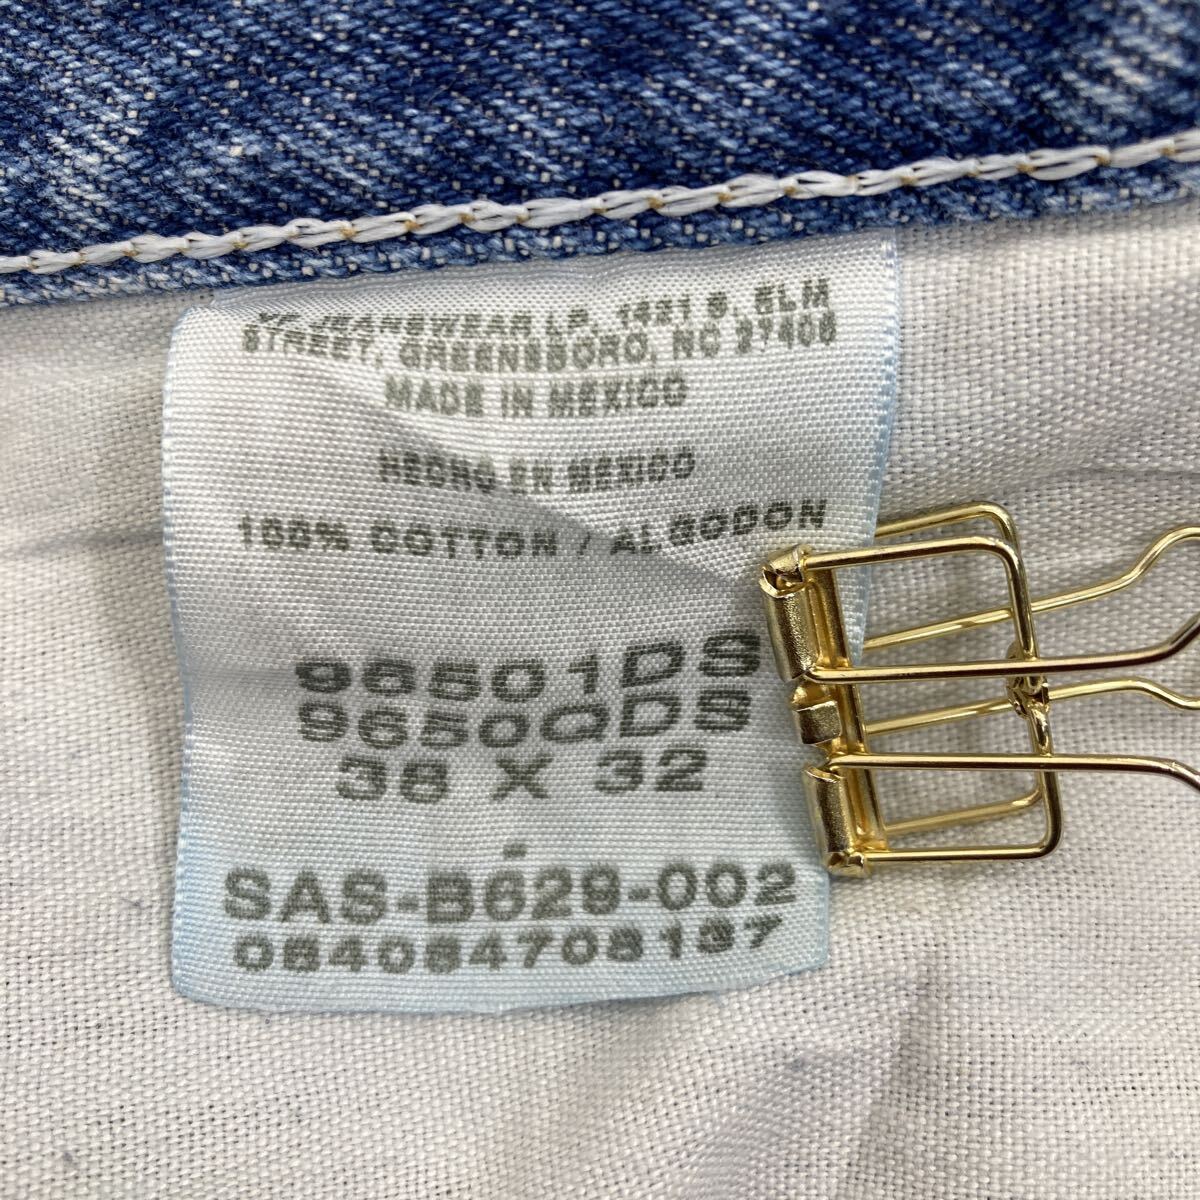 VF JEANSWEAR LP, 1421 S. ELM
STREET, GREENSBORO, NC 27406
MADE IN MEXICO
HECHO EN MEXICO
100% COTTON / ALGODON
96501DS
9650QDS
38 X 32
SAS-B629-002